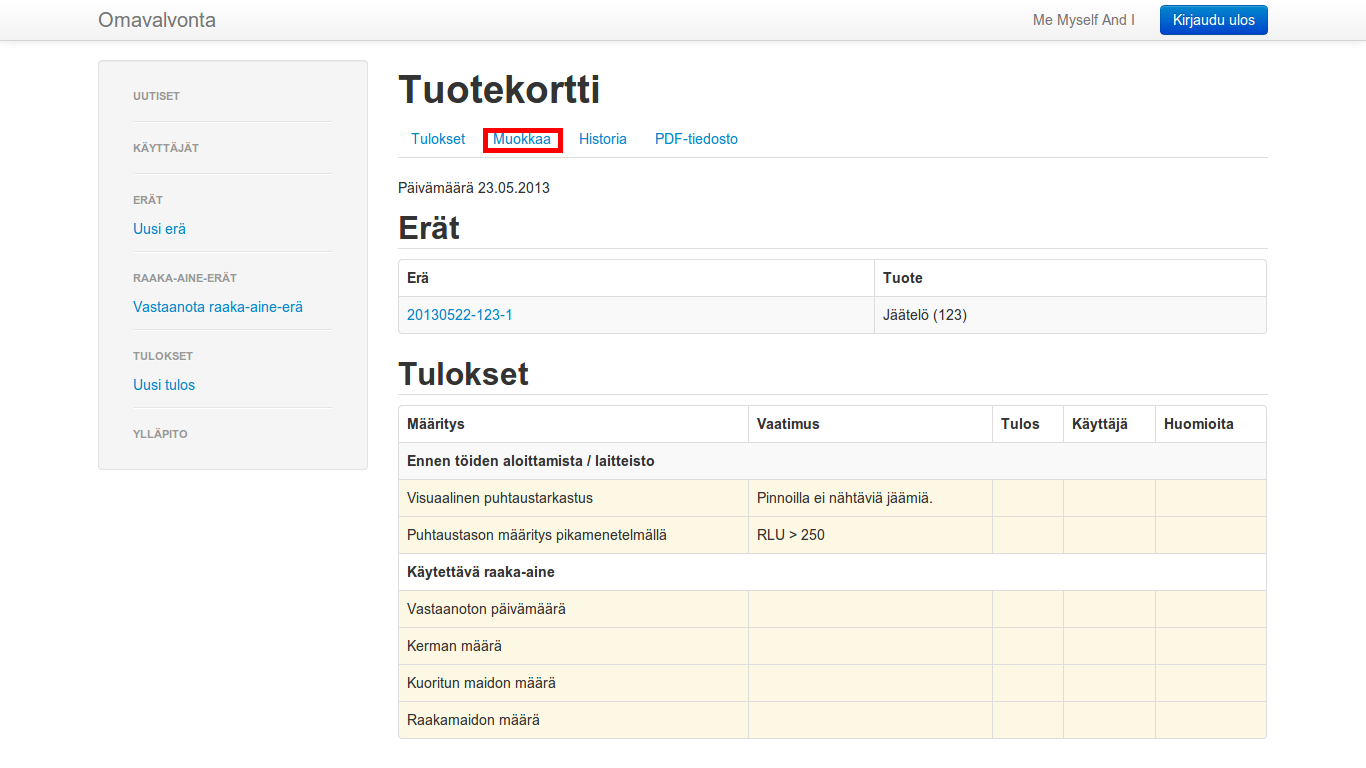 Omavalvonta Me Myself And I Kirjaudu ulos
UUTISET
KÄYTTÄJÄT
ERÄT
Uusi erä
RAAKA-AINE-ERÄT
Vastaanota raaka-aine-erä
TULOKSET
Uusi tulos
YLLÄPITO
Tuotekortti
Tulokset Muokkaa Historia PDF-tiedosto
Päivämäärä 23.05.2013
Erät
Erä Tuote
20130522-123-1 Jäätelö (123)
Tulokset
Määritys Vaatimus Tulos Käyttäjä Huomioita
Ennen töiden aloittamista / laitteisto
Visuaalinen puhtaustarkastus Pinnoilla ei nähtäviä jäämiä.
Puhtaustason määritys pikamenetelmällä RLU > 250
Käytettävä raaka-aine
Vastaanoton päivämäärä
Kerman määrä
Kuoritun maidon määrä
Raakamaidon määrä